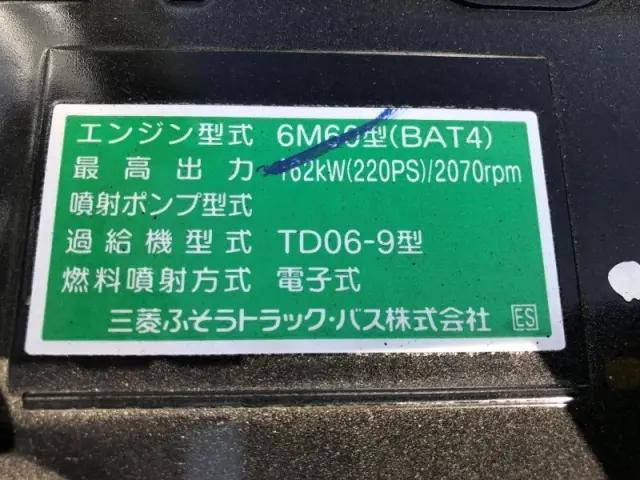 エンジン型式 6M60型(BAT4)
最高出力 162kW(220PS)/2070rpm
噴射ポンプ型式
過給機型式 TD06-9型
燃料噴射方式 電子式
三菱ふそうトラック・バス株式会社 ES